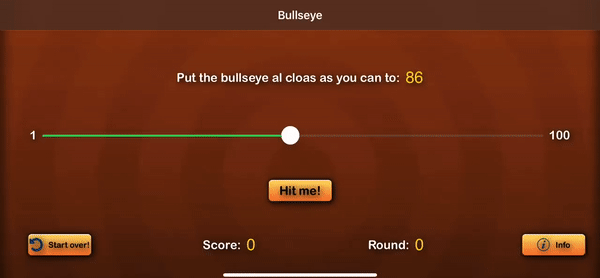 Bullseye
Put the bullseye al cloas as you can to: 86
1 100
Hit me!
Start over! Score: 0 Round: 0 Info